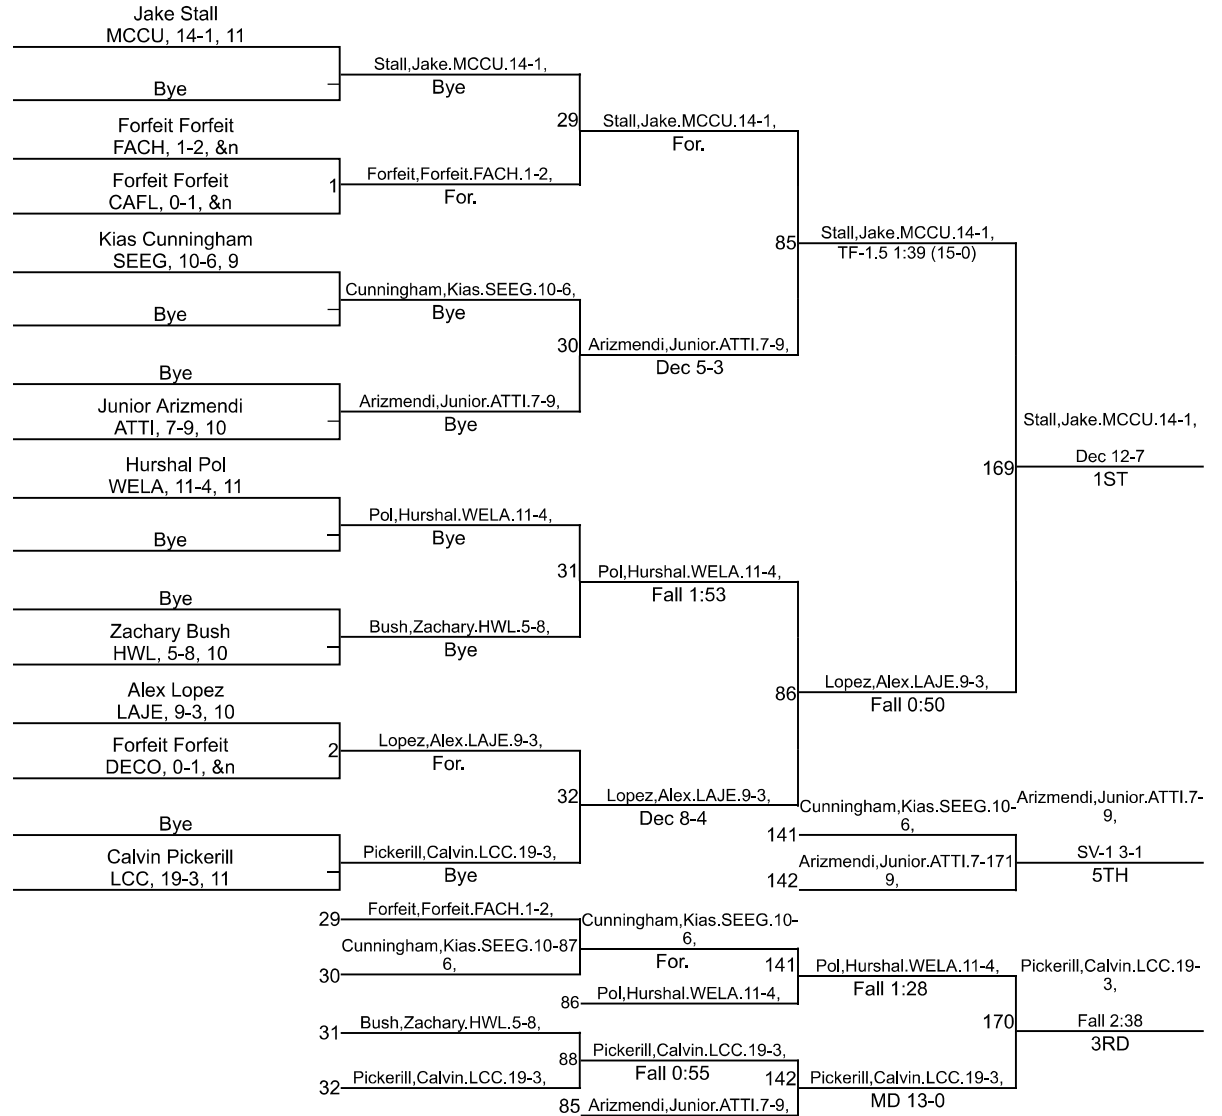 Jake Stall
MCCU, 14-1, 11
Stall,Jake.MCCU.14-1,
Bye
Bye
29
Stall,Jake.MCCU.14-1,
For.
Forfeit Forfeit
FACH, 1-2, &n
Forfeit Forfeit
CAFL, 0-1, &n
1
Forfeit,Forfeit.FACH.1-2,
For.
85
Stall,Jake.MCCU.14-1,
TF-1.5 1:39 (15-0)
Kias Cunningham
SEEG, 10-6, 9
Cunningham,Kias.SEEG.10-6,
Bye
Bye
30
Arizmendi,Junior.ATTI.7-9,
Dec 5-3
Bye
Junior Arizmendi
ATTI, 7-9, 10
Arizmendi,Junior.ATTI.7-9,
Bye
Stall,Jake.MCCU.14-1,
169
Dec 12-7
1ST
Hurshal Pol
WELA, 11-4, 11
Pol,Hurshal.WELA.11-4,
Bye
Bye
31
Pol,Hurshal.WELA.11-4,
Fall 1:53
Bye
Zachary Bush
HWL, 5-8, 10
Bush,Zachary.HWL.5-8,
Bye
86
Lopez,Alex.LAJE.9-3,
Fall 0:50
Alex Lopez
LAJE, 9-3, 10
Forfeit Forfeit
DECO, 0-1, &n
2
Lopez,Alex.LAJE.9-3,
For.
32
Lopez,Alex.LAJE.9-3,
Dec 8-4
Bye
Calvin Pickerill
LCC, 19-3, 11
Pickerill,Calvin.LCC.19-3,
Bye
Cunningham,Kias.SEEG.10-
6,
141
Arizmendi,Junior.ATTI.7-
9,
Arizmendi,Junior.ATTI.7-171
9,
142
SV-1 3-1
5TH
29
Forfeit,Forfeit.FACH.1-2,
Cunningham,Kias.SEEG.10-87
6,
30
Cunningham,Kias.SEEG.10-
6,
For.
141
86
Pol,Hurshal.WELA.11-4,
Pol,Hurshal.WELA.11-4,
Fall 1:28
Pickerill,Calvin.LCC.19-
3,
170
Fall 2:38
3RD
31
Bush,Zachary.HWL.5-8,
88
Pickerill,Calvin.LCC.19-3,
Fall 0:55
32
Pickerill,Calvin.LCC.19-3,
142
Pickerill,Calvin.LCC.19-3,
MD 13-0
85
Arizmendi,Junior.ATTI.7-9,